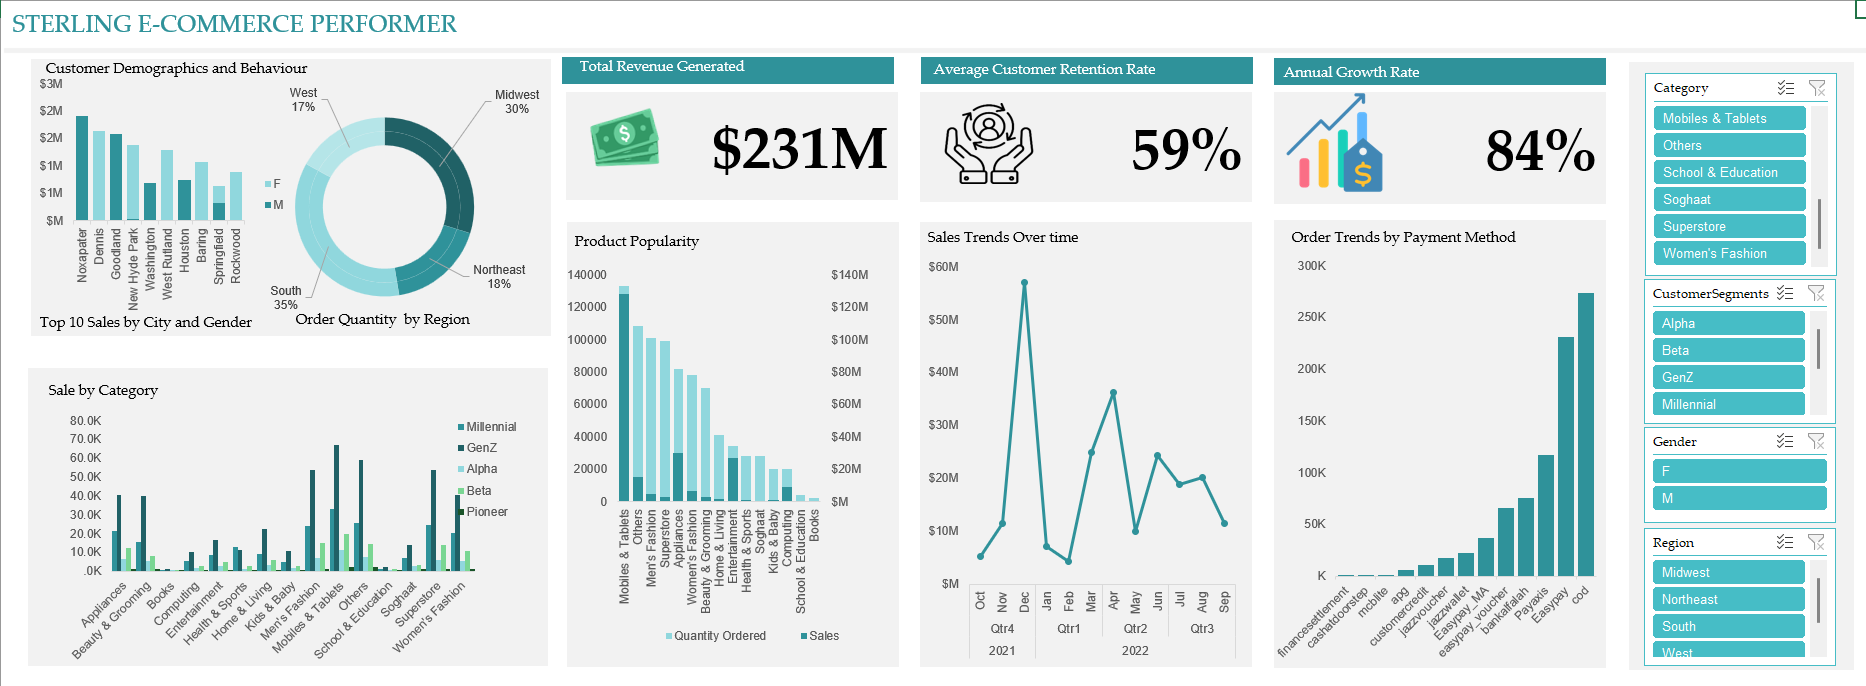 STERLING E-COMMERCE PERFORMER
Customer Demographics and Behaviour
$3M
$2M
$2M
$1M
$1M
$M
Noxapater
Dennis
Goodland
New Hyde Park
Washington
West Rutland
Houston
Baring
Springfield
Rockwood
F
M
Top 10 Sales by City and Gender
West
17%
Midwest
30%
Northeast
18%
South
35%
Order Quantity by Region
Sale by Category
80.0K
70.0K
60.0K
50.0K
40.0K
30.0K
20.0K
10.0K
.0K
Appliances
Beauty & Grooming
Books
Computing
Entertainment
Health & Sports
Home & Living
Kids & Baby
Men's Fashion
Mobiles & Tablets
Others
School & Education
Soghaat
Superstore
Women's Fashion
Millennial
GenZ
Alpha
Beta
Pioneer
Total Revenue Generated
$
$231M
Product Popularity
140000
120000
100000
80000
60000
40000
20000
0
$140M
$120M
$100M
$80M
$60M
$40M
$20M
$M
Mobiles & Tablets
Others
Men's Fashion
Superstore
Appliances
Women's Fashion
Beauty & Grooming
Home & Living
Entertainment
Health & Sports
Soghaat
Kids & Baby
Computing
School & Education
Books
Quantity Ordered
Sales
Average Customer Retention Rate
59%
Sales Trends Over time
$60M
$50M
$40M
$30M
$20M
$10M
$M
Oct
Nov
Dec
Jan
Feb
Mar
Apr
May
Jun
Jul
Aug
Sep
Qtr4
Qtr1
Qtr2
Qtr3
2021
2022
Annual Growth Rate
$
84%
Order Trends by Payment Method
300K
250K
200K
150K
100K
50K
K
financesettlement
cashatdoorstep
mcblite
apg
customercredit
jazzvoucher
jazzwallet
Easypay_MA
easypay_voucher
bankalfalah
Payaxis
Easypay
cod
Category
Mobiles & Tablets
Others
School & Education
Soghaat
Superstore
Women's Fashion
CustomerSegments
Alpha
Beta
GenZ
Millennial
Gender
F
M
Region
Midwest
Northeast
South
West